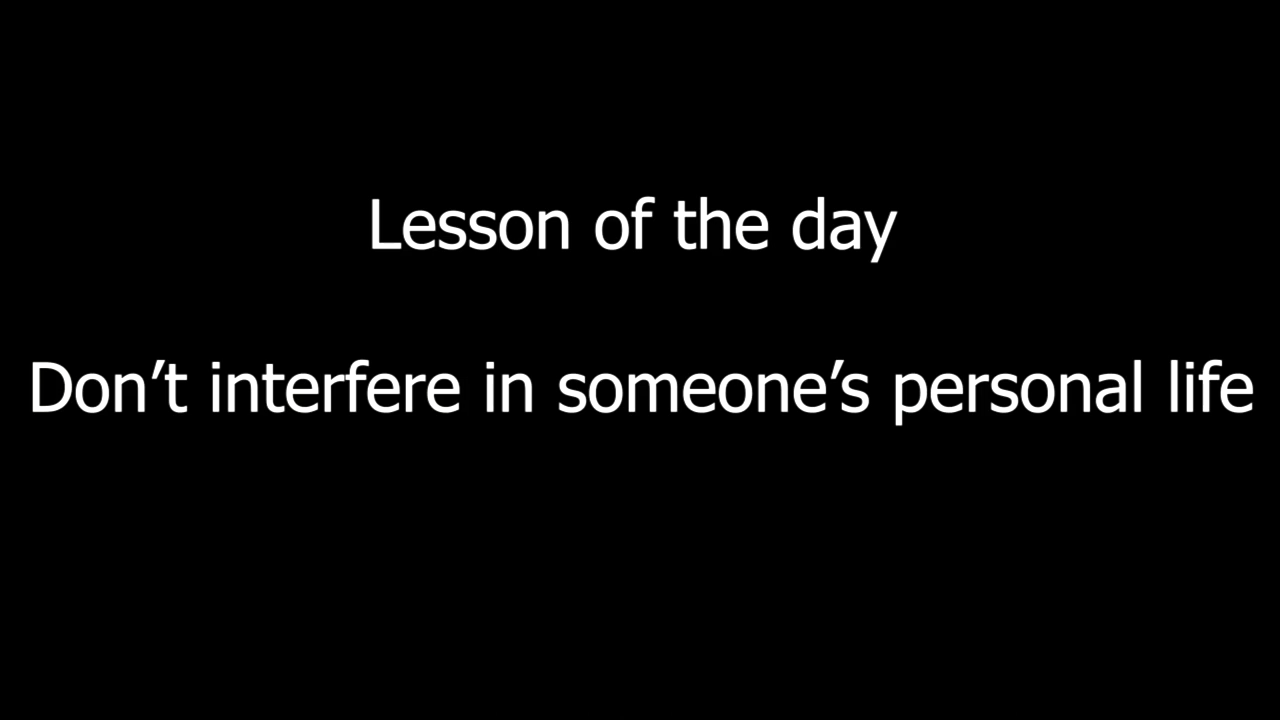 Lesson of the day
Don’t interfere in someone’s personal life